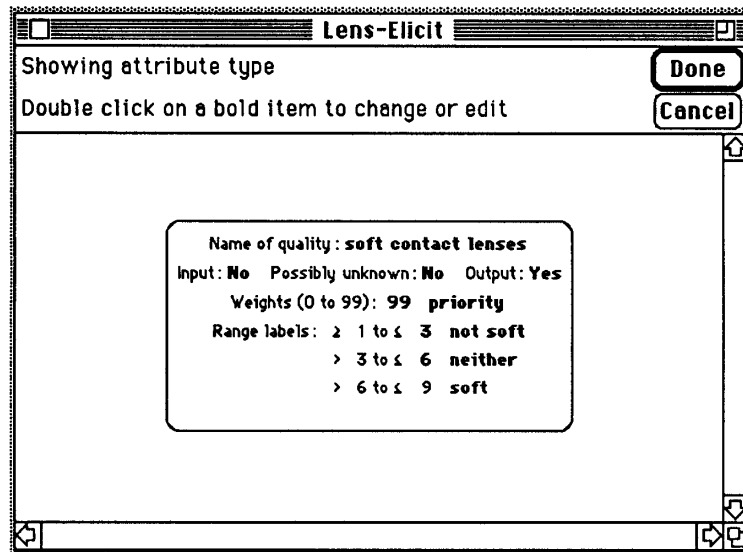 Lens-Elicit
Showing attribute type
Done
Double click on a bold item to change or edit
Cancel
Name of quality: soft contact lenses
Input: No Possibly unknown: No Output: Yes
Weights (0 to 99): 99 priority
Range labels: ≥ 1 to ≤ 3 not soft
> 3 to ≤ 6 neither
> 6 to ≤ 9 soft